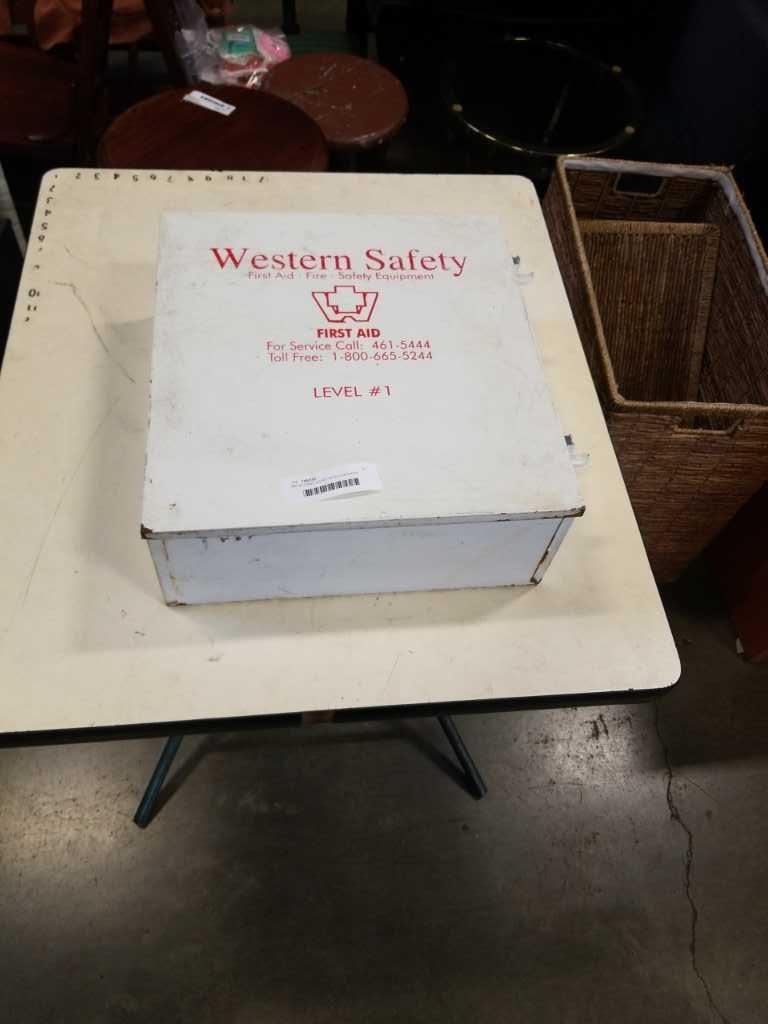 Western Safety
First Aid · Fire · Safety Equipment
FIRST AID
For Service Call: 461-5444
Toll Free: 1-800-665-5244
LEVEL #1